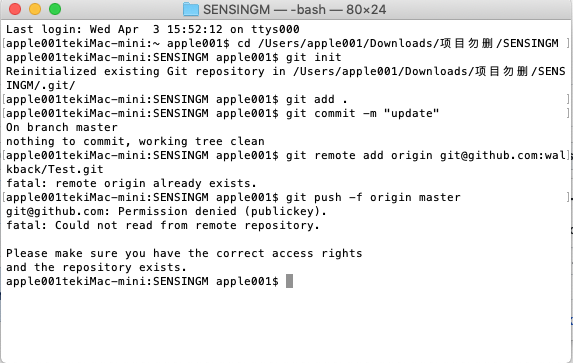 SENSINGM — -bash — 80×24
Last login: Wed Apr  3 15:52:12 on ttys000
[apple001tekiMac-mini:~ apple001$ cd /Users/apple001/Downloads/项目勿删/SENSINGM ]
apple001tekiMac-mini:SENSINGM apple001$ git init
Reinitialized existing Git repository in /Users/apple001/Downloads/项目勿删/SENS
INGM/.git/
[apple001tekiMac-mini:SENSINGM apple001$ git add . ]
[apple001tekiMac-mini:SENSINGM apple001$ git commit -m "update" ]
On branch master
nothing to commit, working tree clean
[apple001tekiMac-mini:SENSINGM apple001$ git remote add origin git@github.com:wal]
kback/Test.git
fatal: remote origin already exists.
[apple001tekiMac-mini:SENSINGM apple001$ git push -f origin master ]
git@github.com: Permission denied (publickey).
fatal: Could not read from remote repository.

Please make sure you have the correct access rights
and the repository exists.
apple001tekiMac-mini:SENSINGM apple001$